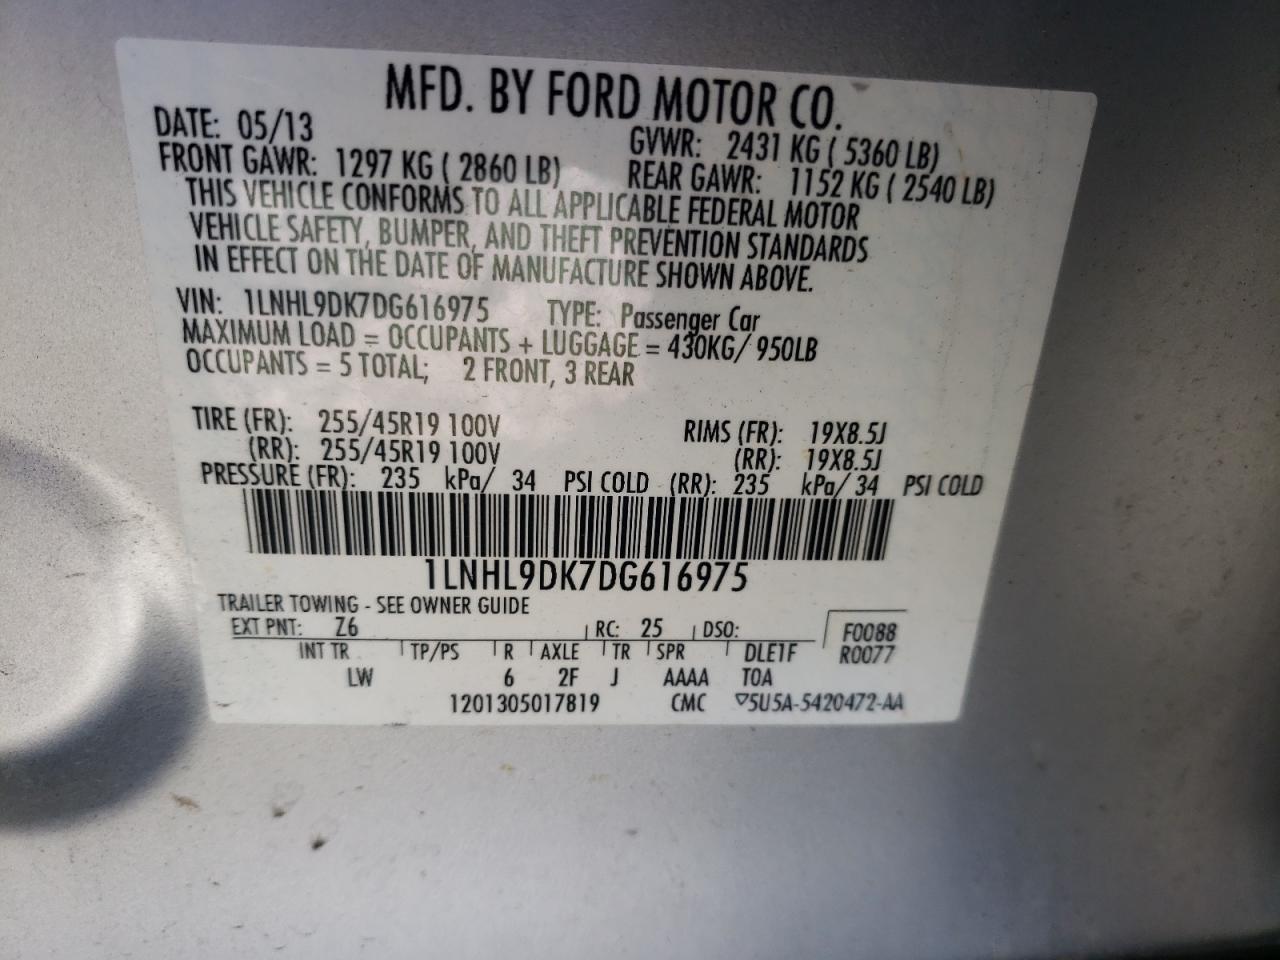 MFD. BY FORD MOTOR CO.
DATE: 05/13 GVWR: 2431 KG ( 5360 LB)
FRONT GAWR: 1297 KG ( 2860 LB) REAR GAWR: 1152 KG ( 2540 LB)
THIS VEHICLE CONFORMS TO ALL APPLICABLE FEDERAL MOTOR
VEHICLE SAFETY, BUMPER, AND THEFT PREVENTION STANDARDS
IN EFFECT ON THE DATE OF MANUFACTURE SHOWN ABOVE.
VIN: 1LNHL9DK7DG616975 TYPE: Passenger Car
MAXIMUM LOAD = OCCUPANTS + LUGGAGE = 430KG/ 950LB
OCCUPANTS = 5 TOTAL; 2 FRONT, 3 REAR
TIRE (FR): 255/45R19 100V RIMS (FR): 19X8.5J
(RR): 255/45R19 100V (RR): 19X8.5J
PRESSURE (FR): 235 kPa/ 34 PSI COLD (RR): 235 kPa/ 34 PSI COLD
1LNHL9DK7DG616975
TRAILER TOWING - SEE OWNER GUIDE
EXT PNT: Z6 RC: 25 DSO: F0088
INT TR TP/PS R AXLE TR SPR DLE1F R0077
LW 6 2F J AAAA TOA
1201305017819 CMC ▽5U5A-5420472-AA